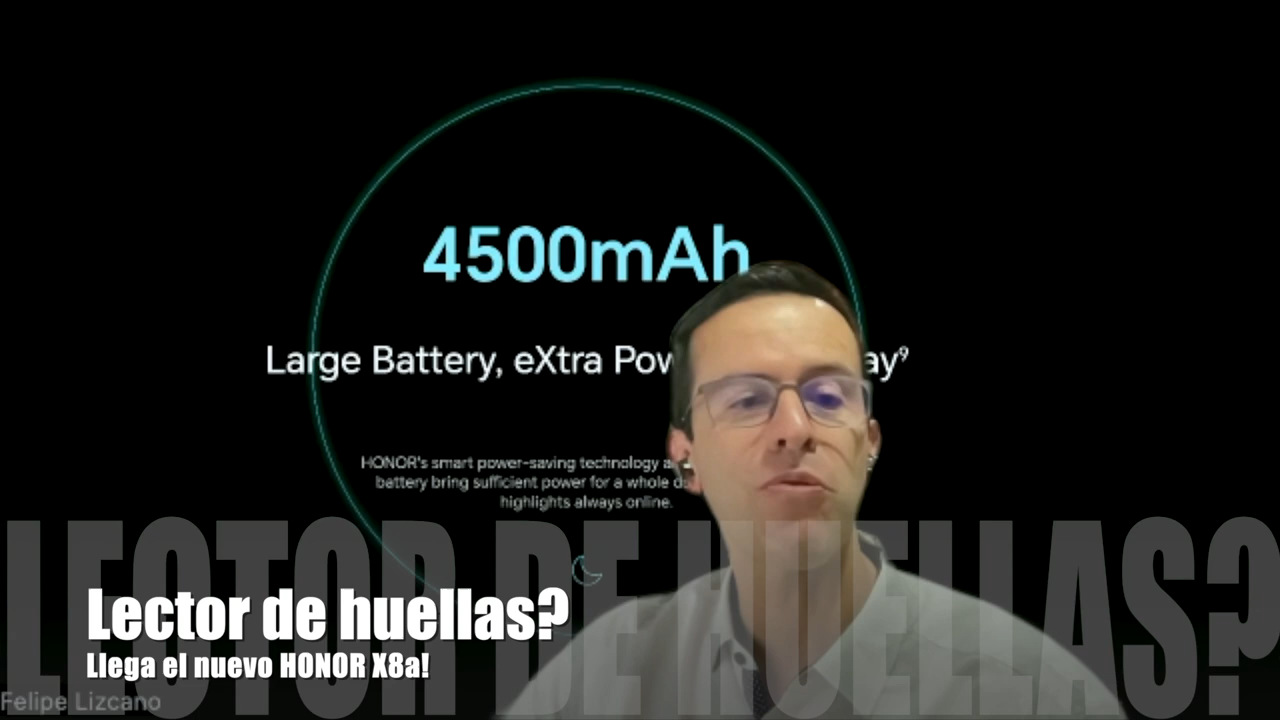 4500mAh
Large Battery, eXtra Pow ay⁹
HONOR's smart power-saving technology a
battery bring sufficient power for a whole d
highlights always online.
LECTOR DE HUELLAS?
Lector de huellas?
Llega el nuevo HONOR X8a!
Felipe Lizcano